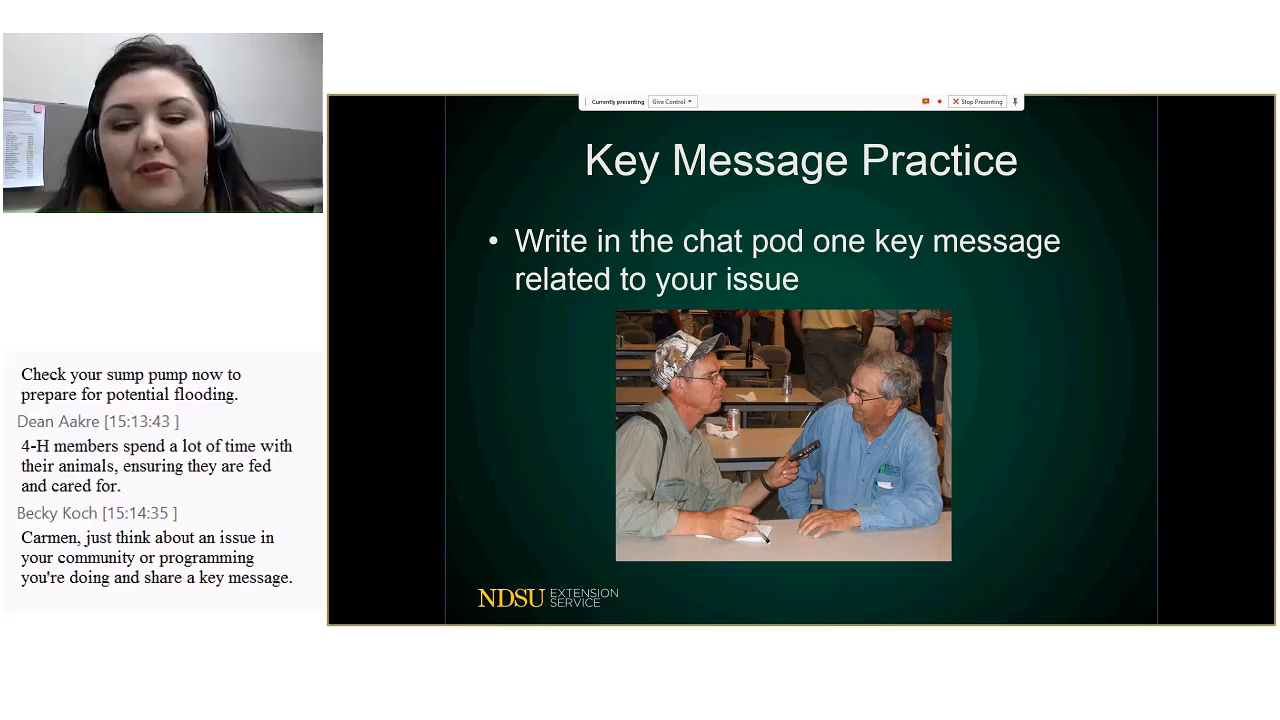 Currently presenting Give Control Stop Presenting
Key Message Practice
• Write in the chat pod one key message
related to your issue
NDSU EXTENSION
SERVICE
Check your sump pump now to
prepare for potential flooding.
Dean Aakre [15:13:43 ]
4-H members spend a lot of time with
their animals, ensuring they are fed
and cared for.
Becky Koch [15:14:35 ]
Carmen, just think about an issue in
your community or programming
you're doing and share a key message.